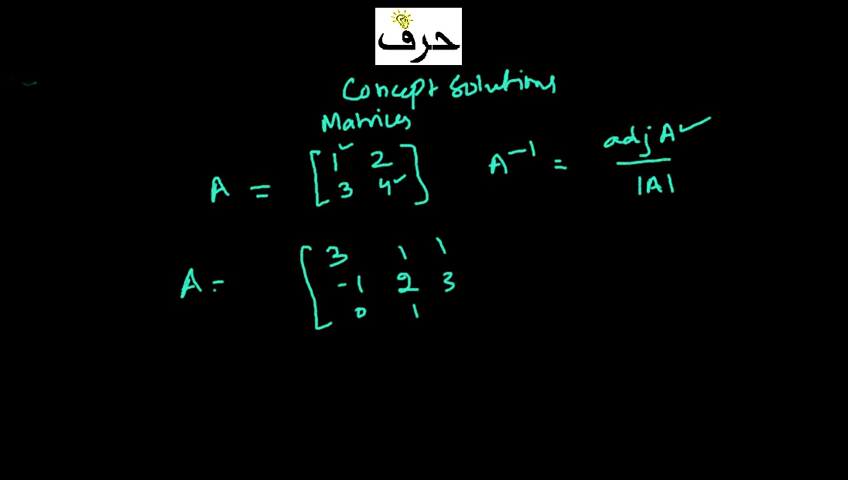 حرف
Concept Solutions
Matrices
A = [1 2 3 4] A⁻¹ = adj A / |A|
A = [3 1 1
-1 2 3
0 1